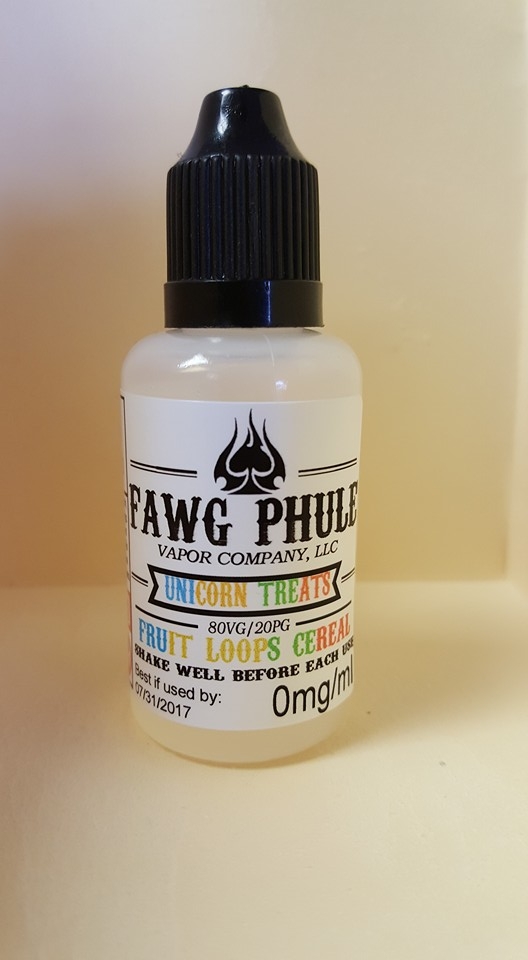 FAWG PHULE
VAPOR COMPANY, LLC
UNICORN TREATS
80VG/20PG
FRUIT LOOPS CEREAL
SHAKE WELL BEFORE EACH USE
Best if used by:
07/31/2017
0mg/ml